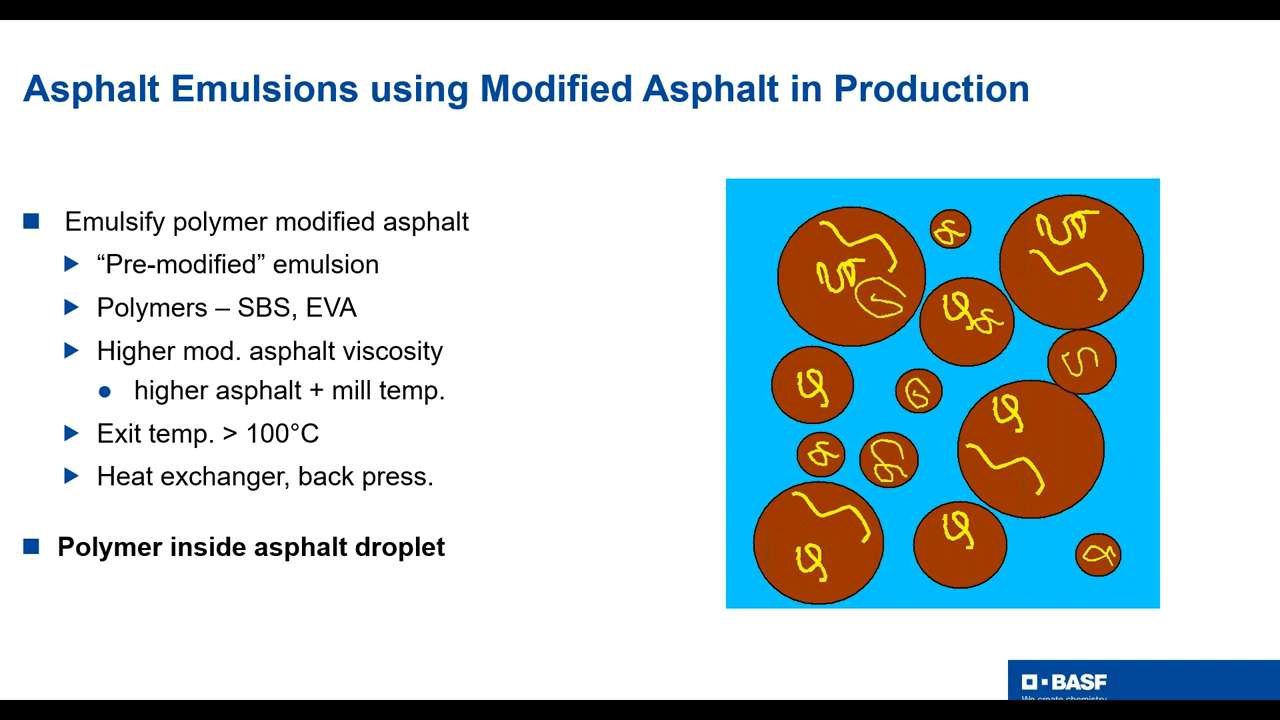 Asphalt Emulsions using Modified Asphalt in Production
Emulsify polymer modified asphalt
“Pre-modified” emulsion
Polymers – SBS, EVA
Higher mod. asphalt viscosity
higher asphalt + mill temp.
Exit temp. > 100°C
Heat exchanger, back press.
Polymer inside asphalt droplet
BASF
We create chemistry